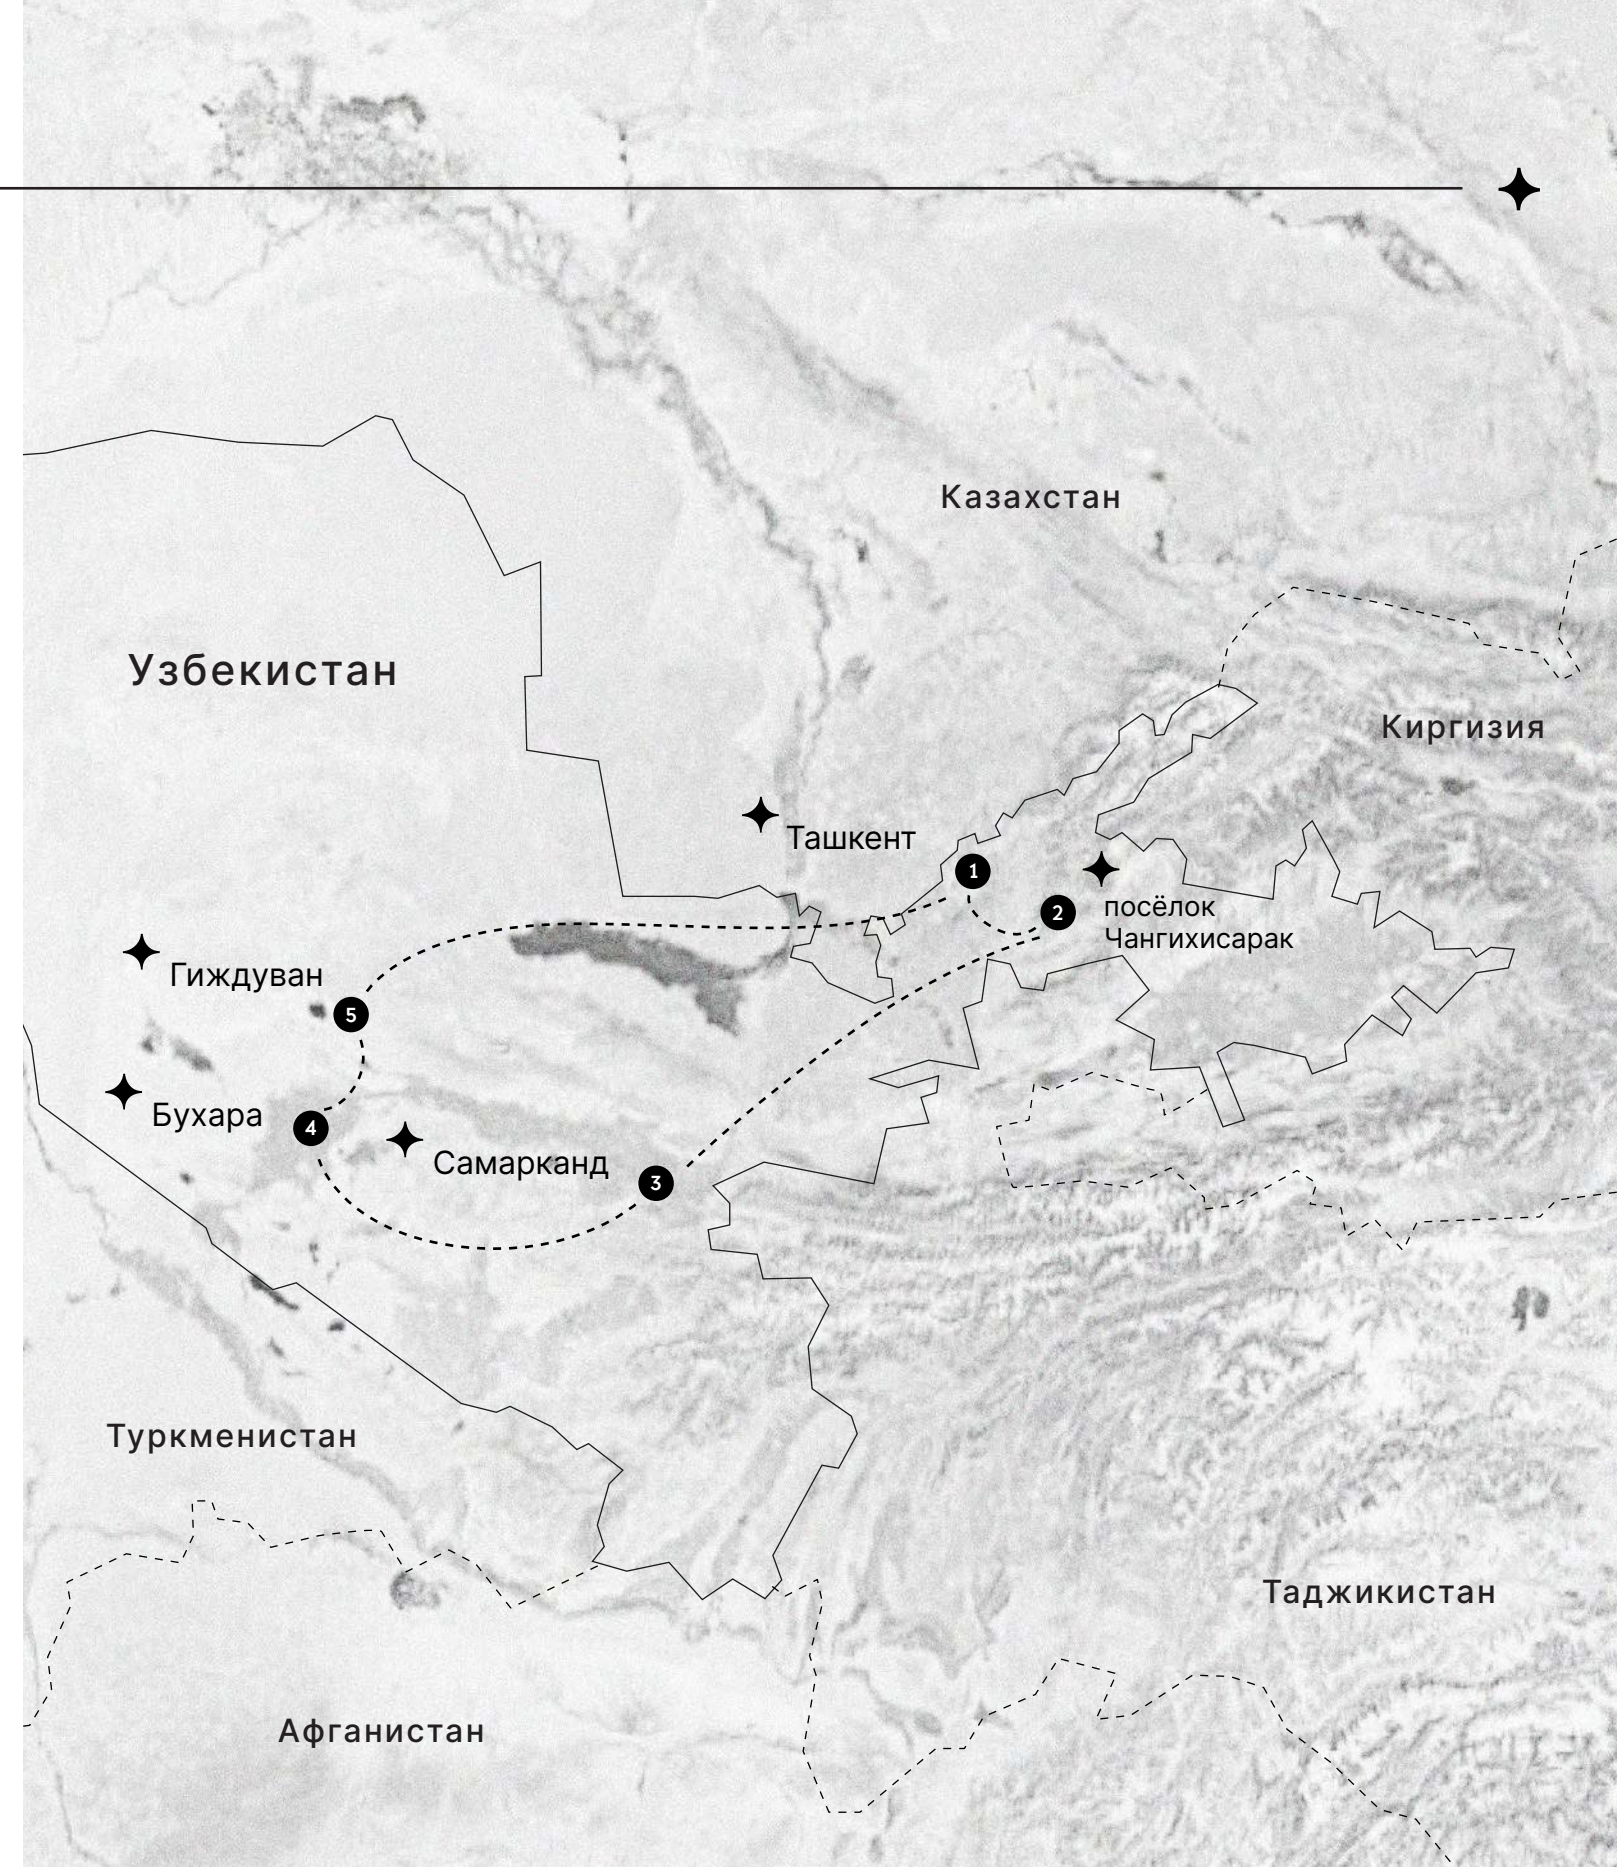 Казахстан
Узбекистан
Киргизия
Ташкент
1
2
посёлок
Чангихисарак
Гиждуван
5
Бухара
4
Самарканд
3
Туркменистан
Таджикистан
Афганистан